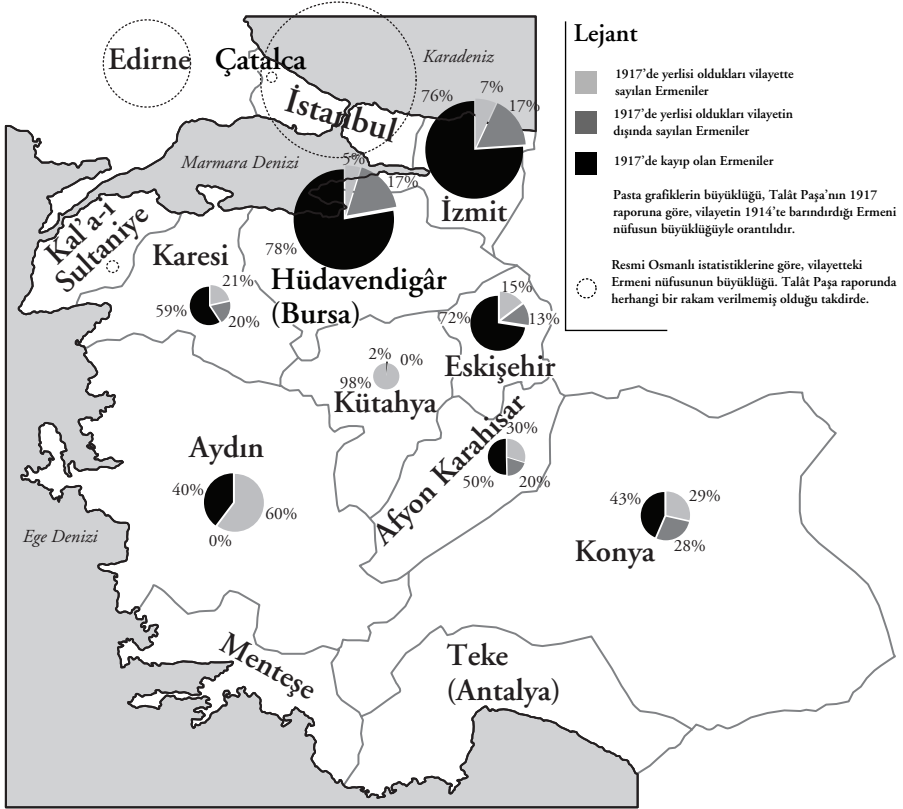 Edirne
Çatalca
İstanbul
Karadeniz
Marmara Denizi
76%
7%
17%
İzmit
5%
17%
78%
Hüdavendigâr
(Bursa)
Kal'a-i
Sultaniye
Karesi
21%
59%
20%
15%
72%
13%
Eskişehir
2%
0%
98%
Kütahya
Afyon Karahisar
30%
50%
20%
Aydın
40%
60%
0%
Ege Denizi
43%
29%
28%
Konya
Menteşe
Teke
(Antalya)
Lejant
1917'de yerlisi oldukları vilayette
sayılan Ermeniler
1917'de yerlisi oldukları vilayetin
dışında sayılan Ermeniler
1917'de kayıp olan Ermeniler
Pasta grafiklerin büyüklüğü, Talât Paşa'nın 1917
raporuna göre, vilayetin 1914'te barındırdığı Ermeni
nüfusun büyüklüğüyle orantılıdır.
Resmi Osmanlı istatistiklerine göre, vilayetteki
Ermeni nüfusunun büyüklüğü. Talât Paşa raporunda
herhangi bir rakam verilmemiş olduğu takdirde.